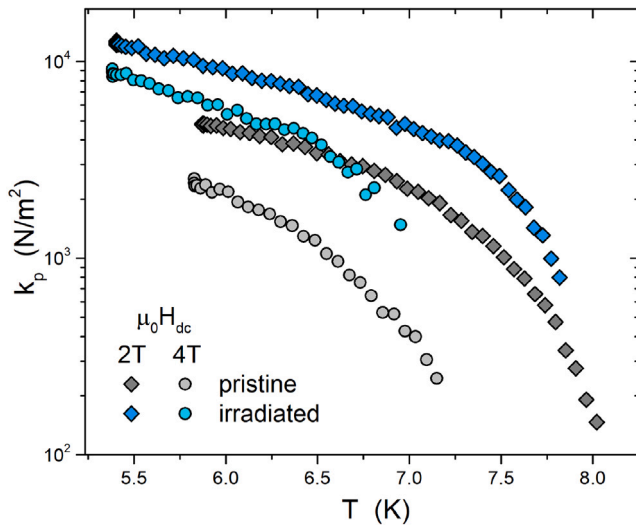 10⁴
10³
10²
kₚ (N/m²)
μ₀H_dc
2T 4T
pristine
irradiated
5.5 6.0 6.5 7.0 7.5 8.0
T (K)